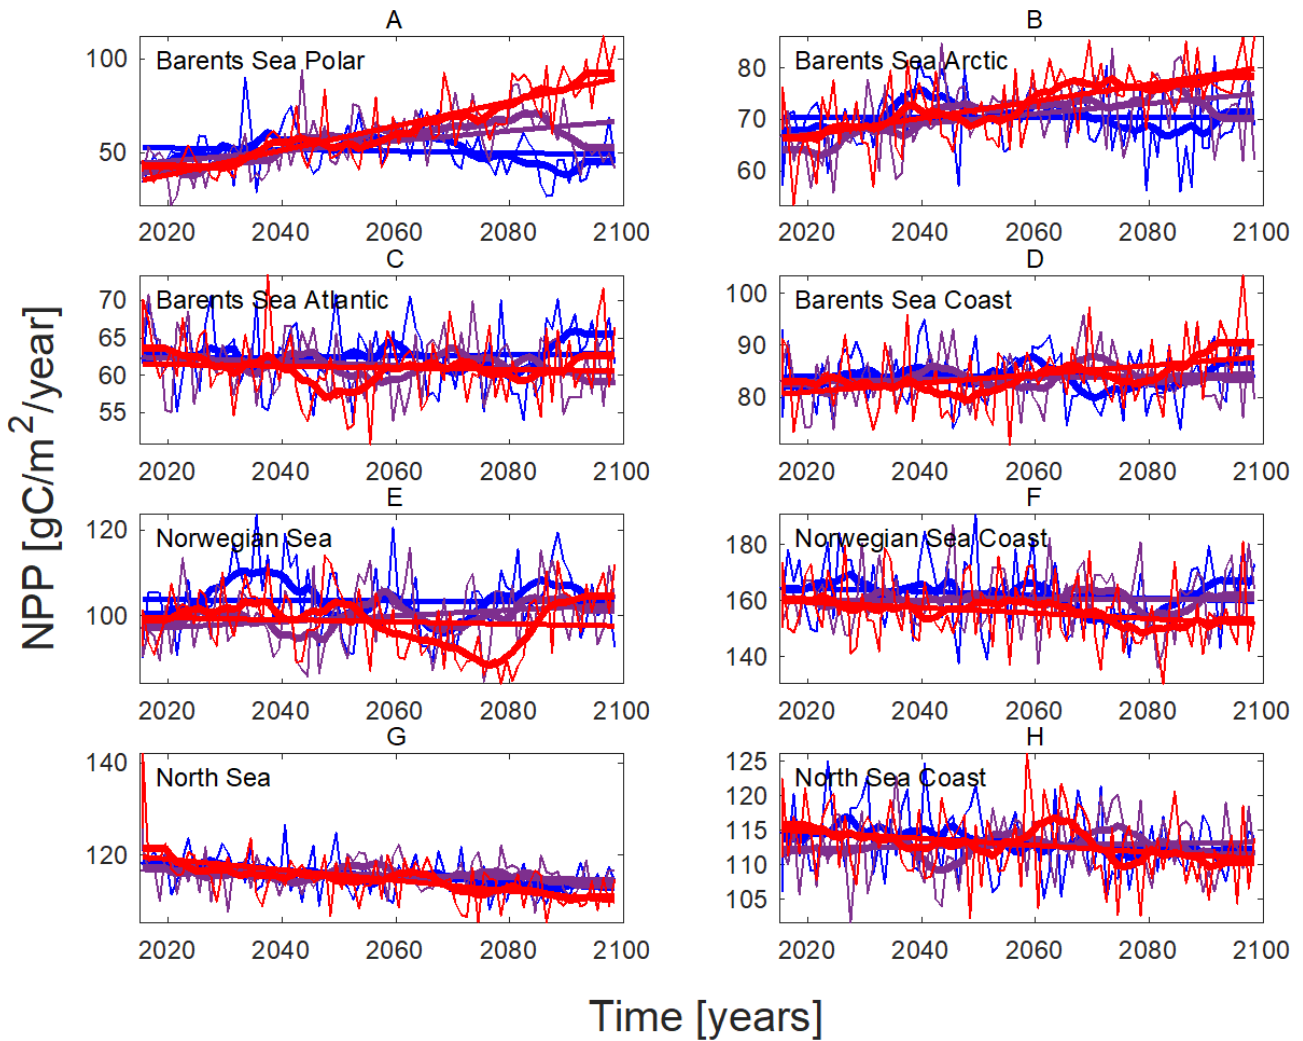 A
B
Barents Sea Polar
Barents Sea Arctic
100
50
80
70
60
2020 2040 2060 2080 2100
2020 2040 2060 2080 2100
C
D
Barents Sea Atlantic
Barents Sea Coast
70
65
60
55
100
90
80
2020 2040 2060 2080 2100
2020 2040 2060 2080 2100
E
F
Norwegian Sea
Norwegian Sea Coast
120
100
180
160
140
2020 2040 2060 2080 2100
2020 2040 2060 2080 2100
G
H
North Sea
North Sea Coast
140
120
125
120
115
110
105
2020 2040 2060 2080 2100
2020 2040 2060 2080 2100
NPP [gC/m²/year]
Time [years]